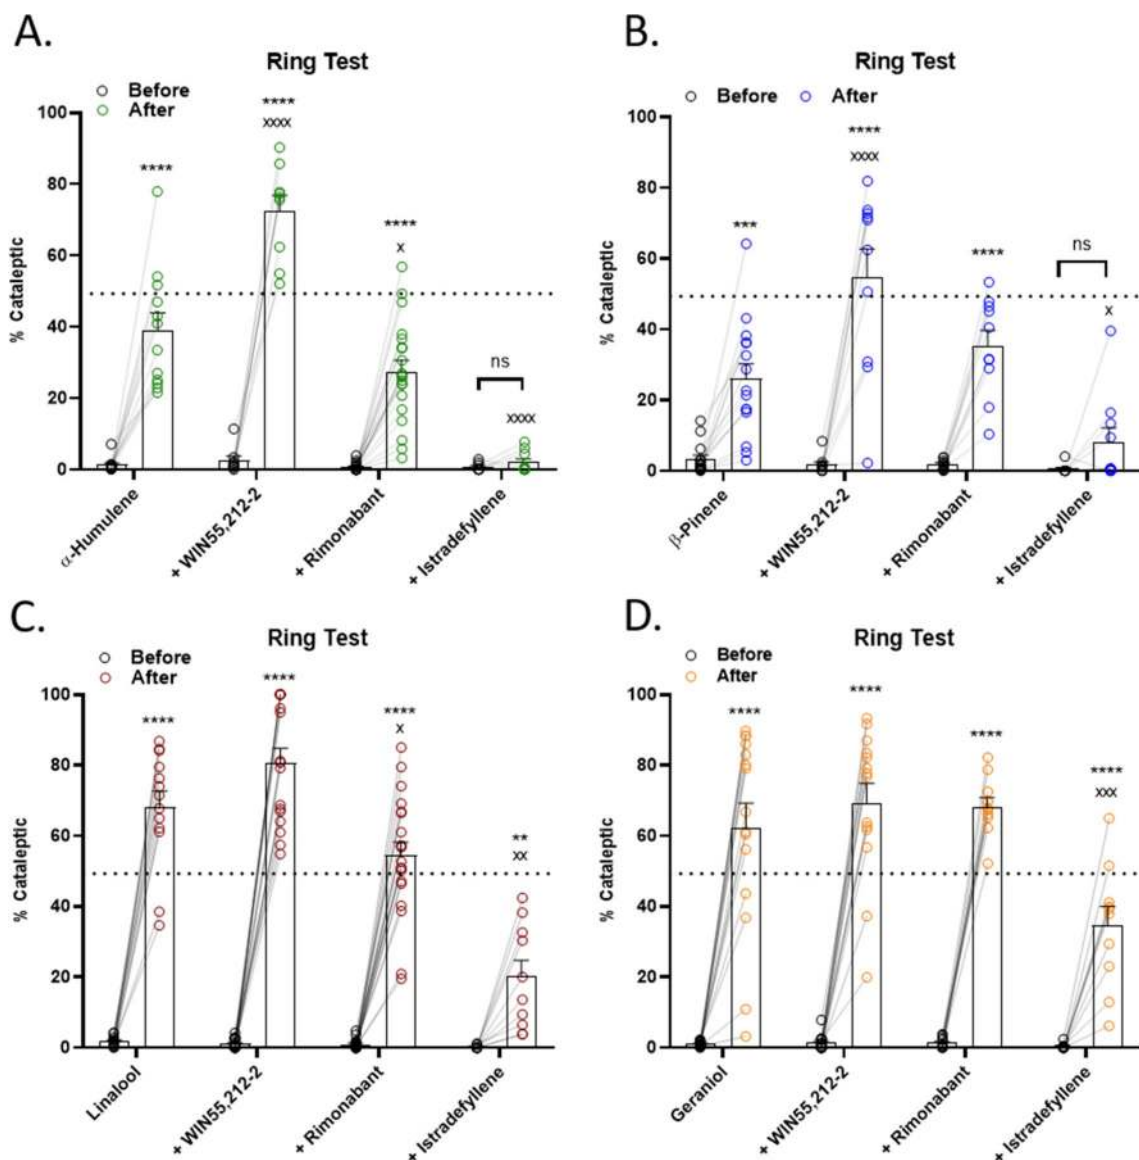 A.
Ring Test
Before
After
% Cataleptic
100
80
60
40
20
0
****
****
xxxx
****
x
ns
xxxx
α-Humulene
+ WIN55,212-2
+ Rimonabant
+ Istradefyllene
B.
Ring Test
Before After
% Cataleptic
100
80
60
40
20
0
***
****
xxxx
****
ns
x
β-Pinene
+ WIN55,212-2
+ Rimonabant
+ Istradefyllene
C.
Ring Test
Before
After
% Cataleptic
100
80
60
40
20
0
****
****
****
x
**
xx
Linalool
+ WIN55,212-2
+ Rimonabant
+ Istradefyllene
D.
Ring Test
Before
After
% Cataleptic
100
80
60
40
20
0
****
****
****
****
xxx
Geraniol
+ WIN55,212-2
+ Rimonabant
+ Istradefyllene